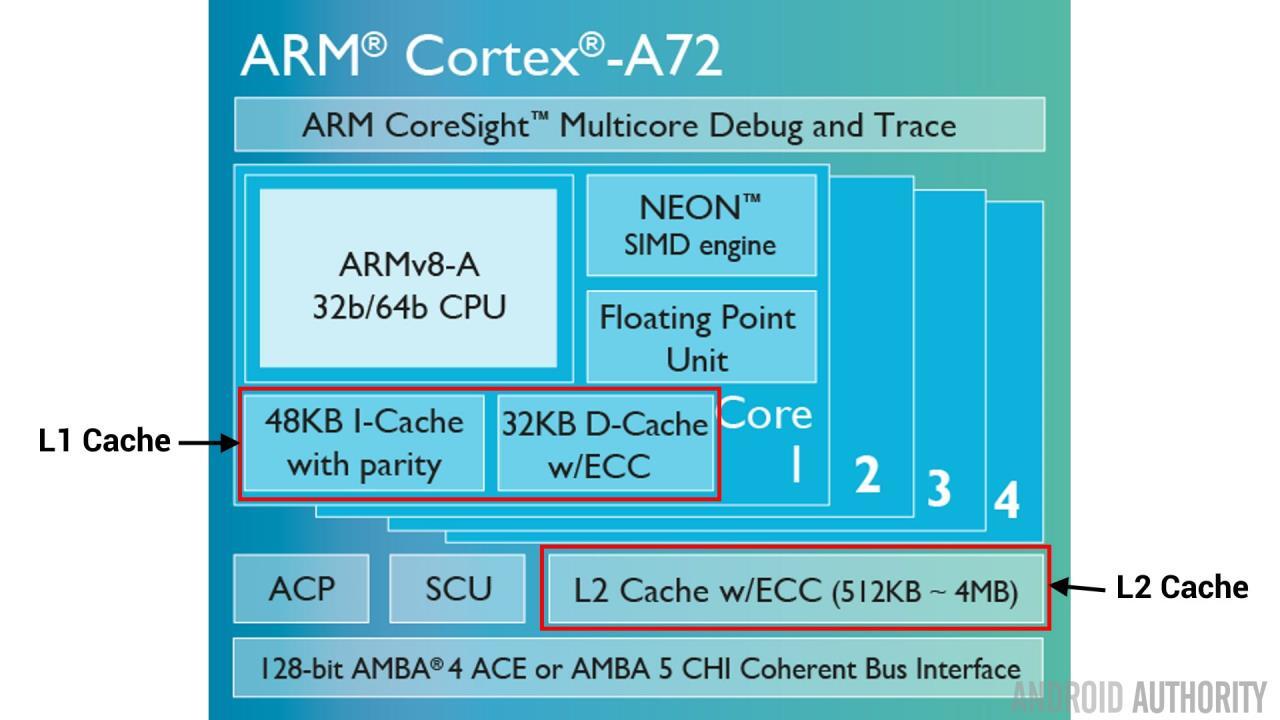 ARM® Cortex®-A72
ARM CoreSight™ Multicore Debug and Trace
ARMv8-A
32b/64b CPU
NEON™
SIMD engine
Floating Point
Unit
L1 Cache
48KB I-Cache
with parity
32KB D-Cache
w/ECC
Core
1
2
3
4
ACP
SCU
L2 Cache w/ECC (512KB ~ 4MB)
L2 Cache
128-bit AMBA® 4 ACE or AMBA 5 CHI Coherent Bus Interface
ANDROID AUTHORITY